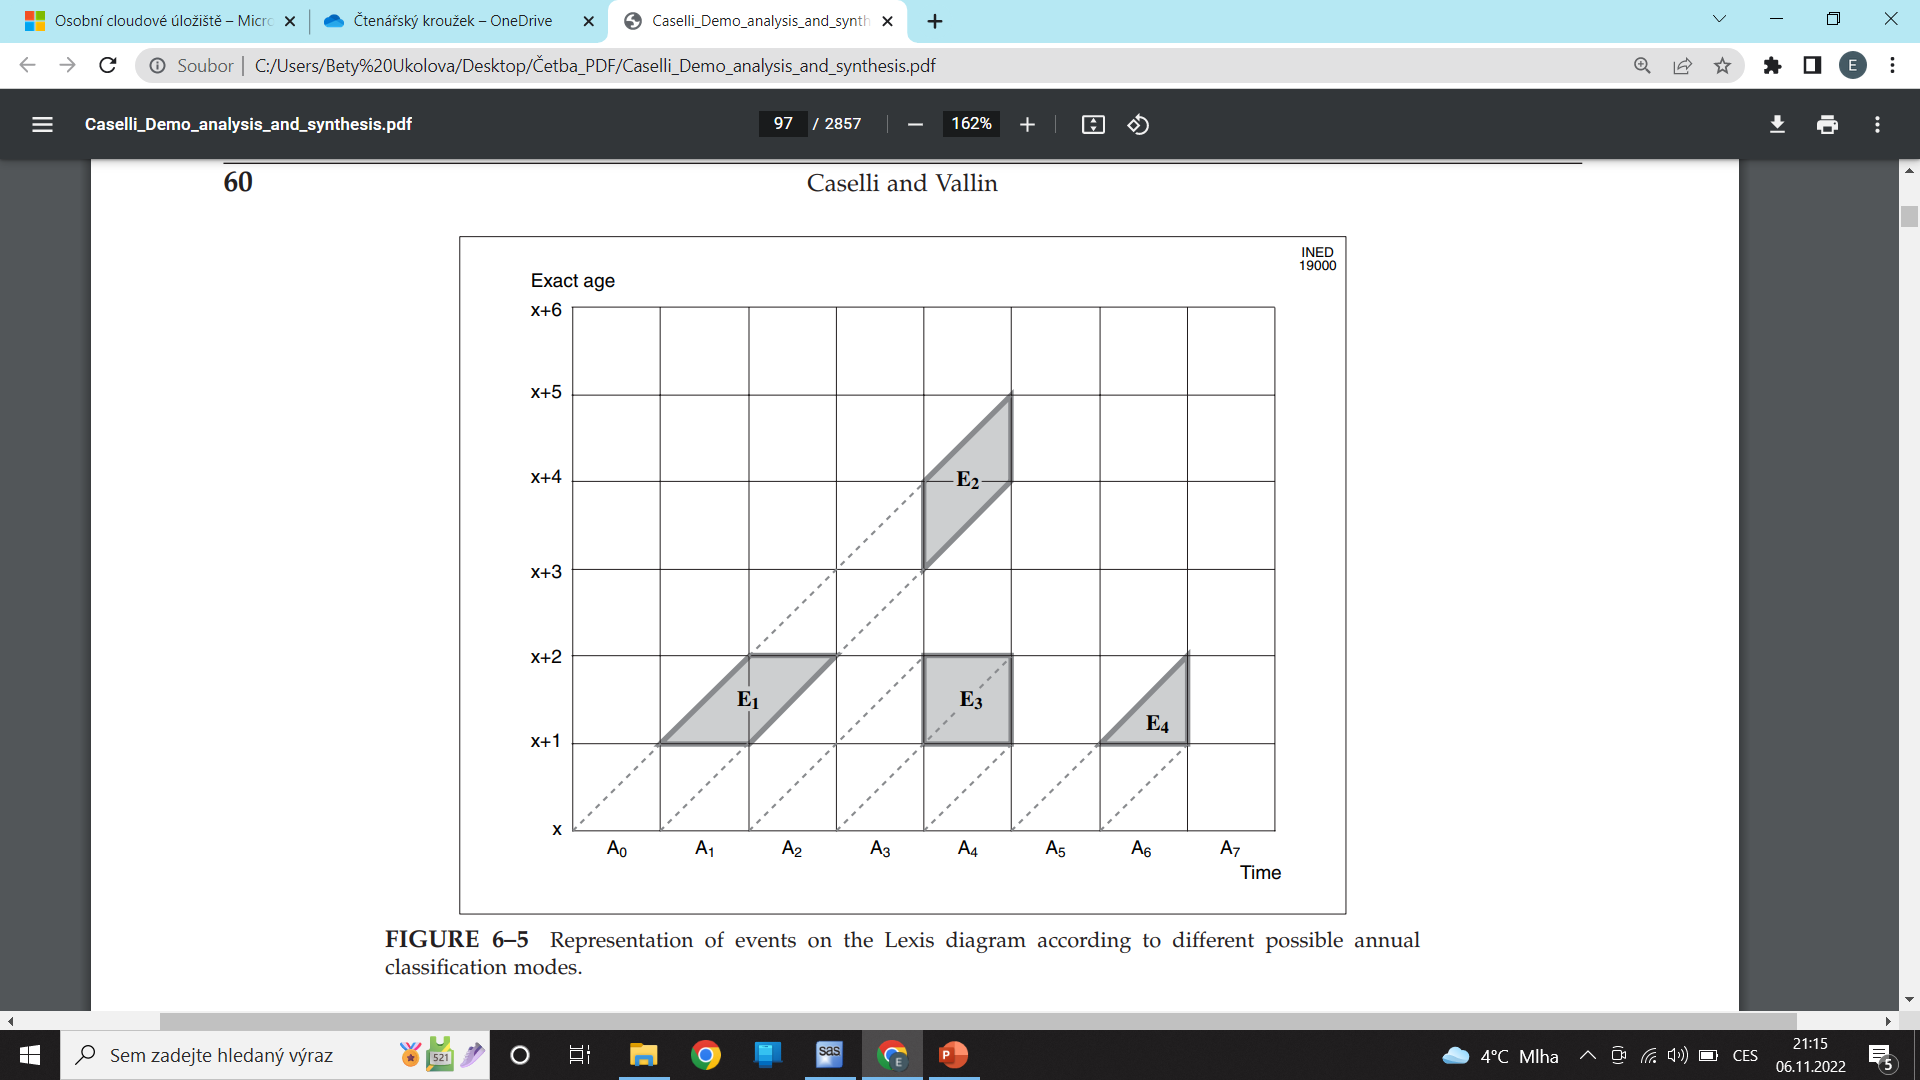 Osobní cloudové úložiště – Micro
Čtenářský kroužek – OneDrive
Caselli_Demo_analysis_and_synth
Soubor
C:/Users/Bety%20Ukolova/Desktop/Četba_PDF/Caselli_Demo_analysis_and_synthesis.pdf
E
Caselli_Demo_analysis_and_synthesis.pdf
97 / 2857
162%
60
Caselli and Vallin
INED
19000
Exact age
x+6
x+5
x+4
E₂
x+3
x+2
E₁
E₃
E₄
x+1
x
A₀ A₁ A₂ A₃ A₄ A₅ A₆ A₇
Time
FIGURE 6–5 Representation of events on the Lexis diagram according to different possible annual
classification modes.
Sem zadejte hledaný výraz
521
sas
E
P
4°C Mlha
CES
21:15
06.11.2022
5